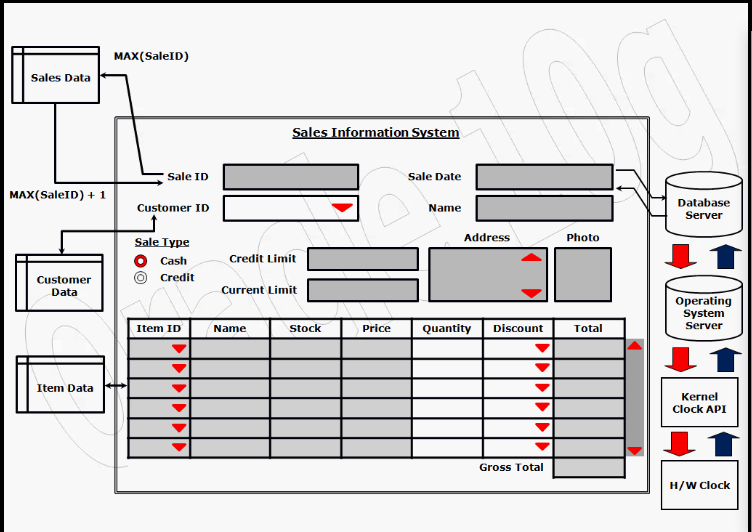 MAX(SaleID)
Sales Data
Sales Information System
Sale ID
Sale Date
MAX(SaleID) + 1
Customer ID
Name
Database
Server
Sale Type
Address
Photo
Cash
Credit Limit
Credit
Current Limit
Customer
Data
Operating
System
Server
Item ID Name Stock Price Quantity Discount Total
Item Data
Kernel
Clock API
Gross Total
H/W Clock